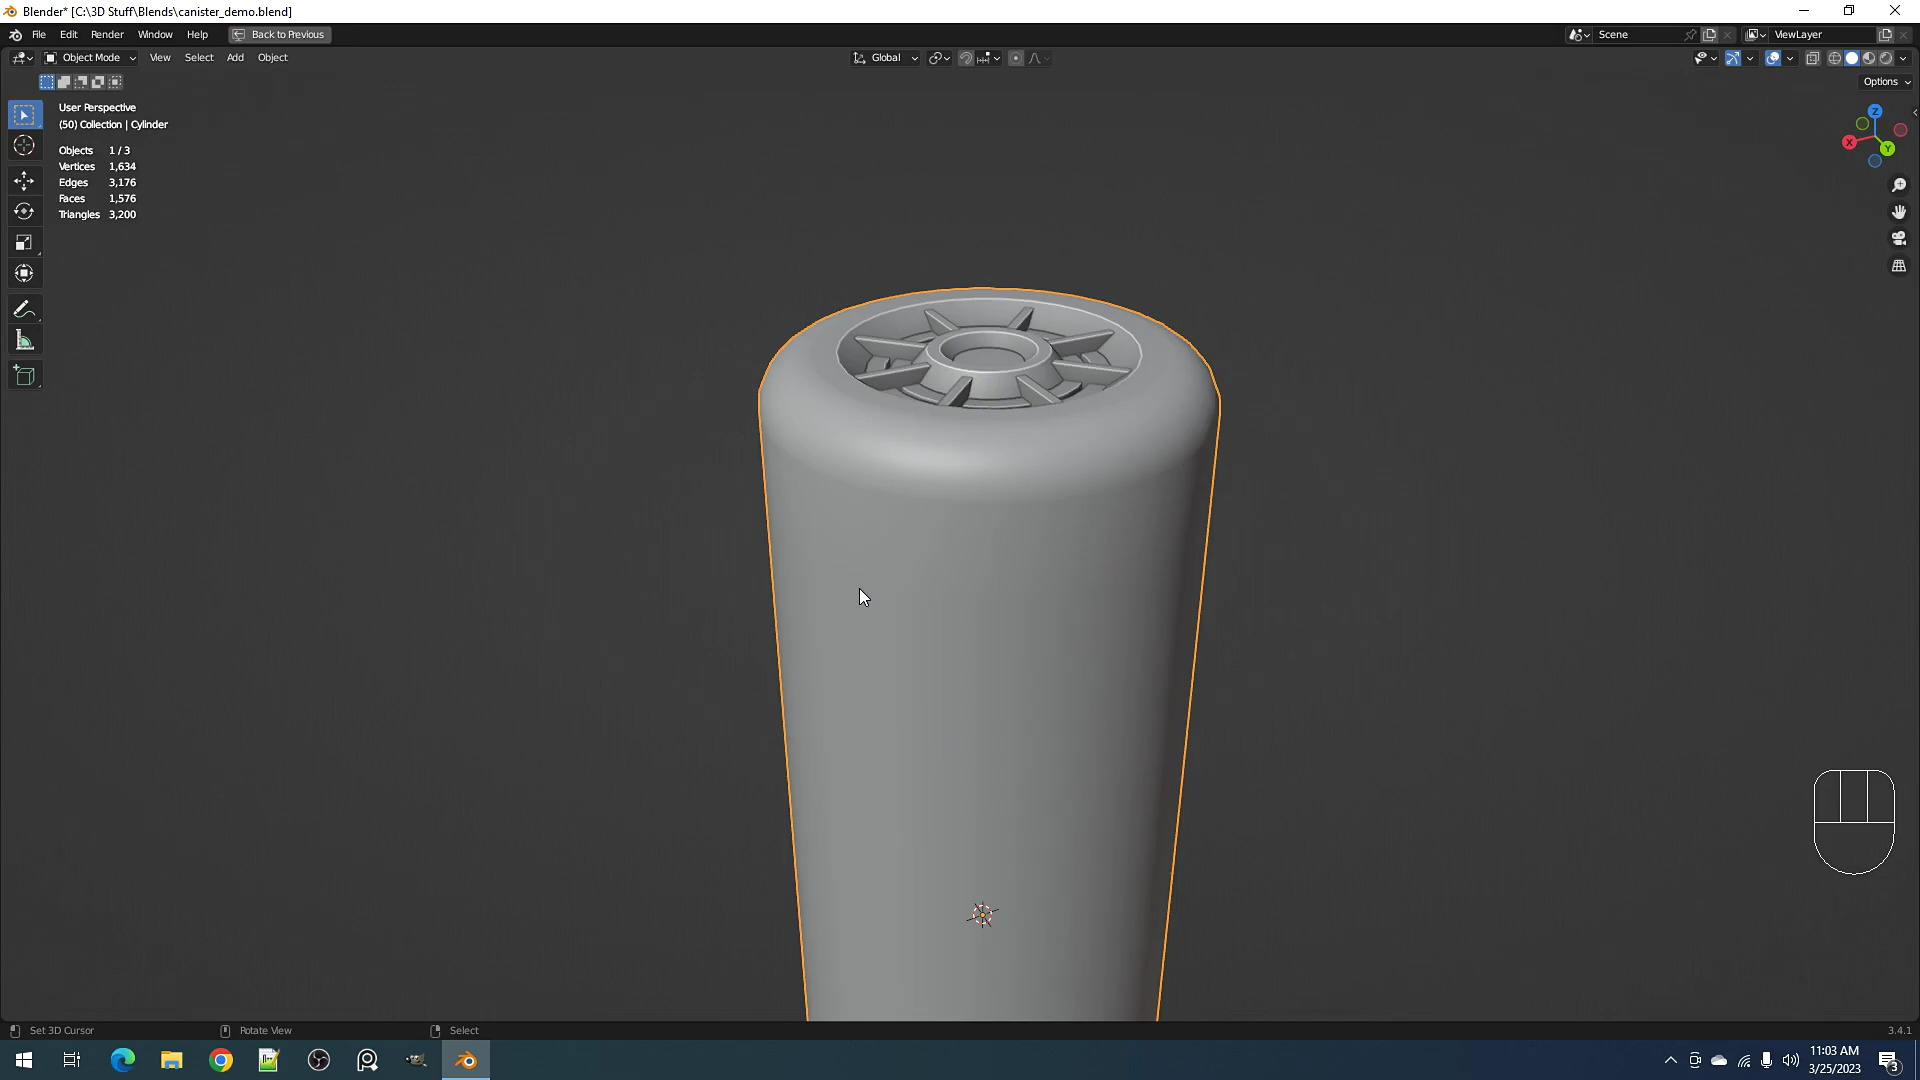 Blender* [C:\3D Stuff\Blends\canister_demo.blend]
File Edit Render Window Help Back to Previous Scene ViewLayer
Object Mode View Select Add Object Global
Options
User Perspective
(50) Collection | Cylinder
Objects 1 / 3
Vertices 1,634
Edges 3,176
Faces 1,576
Triangles 3,200
Z
X
Y
Set 3D Cursor Rotate View Select 3.4.1
11:03 AM
3/25/2023
3